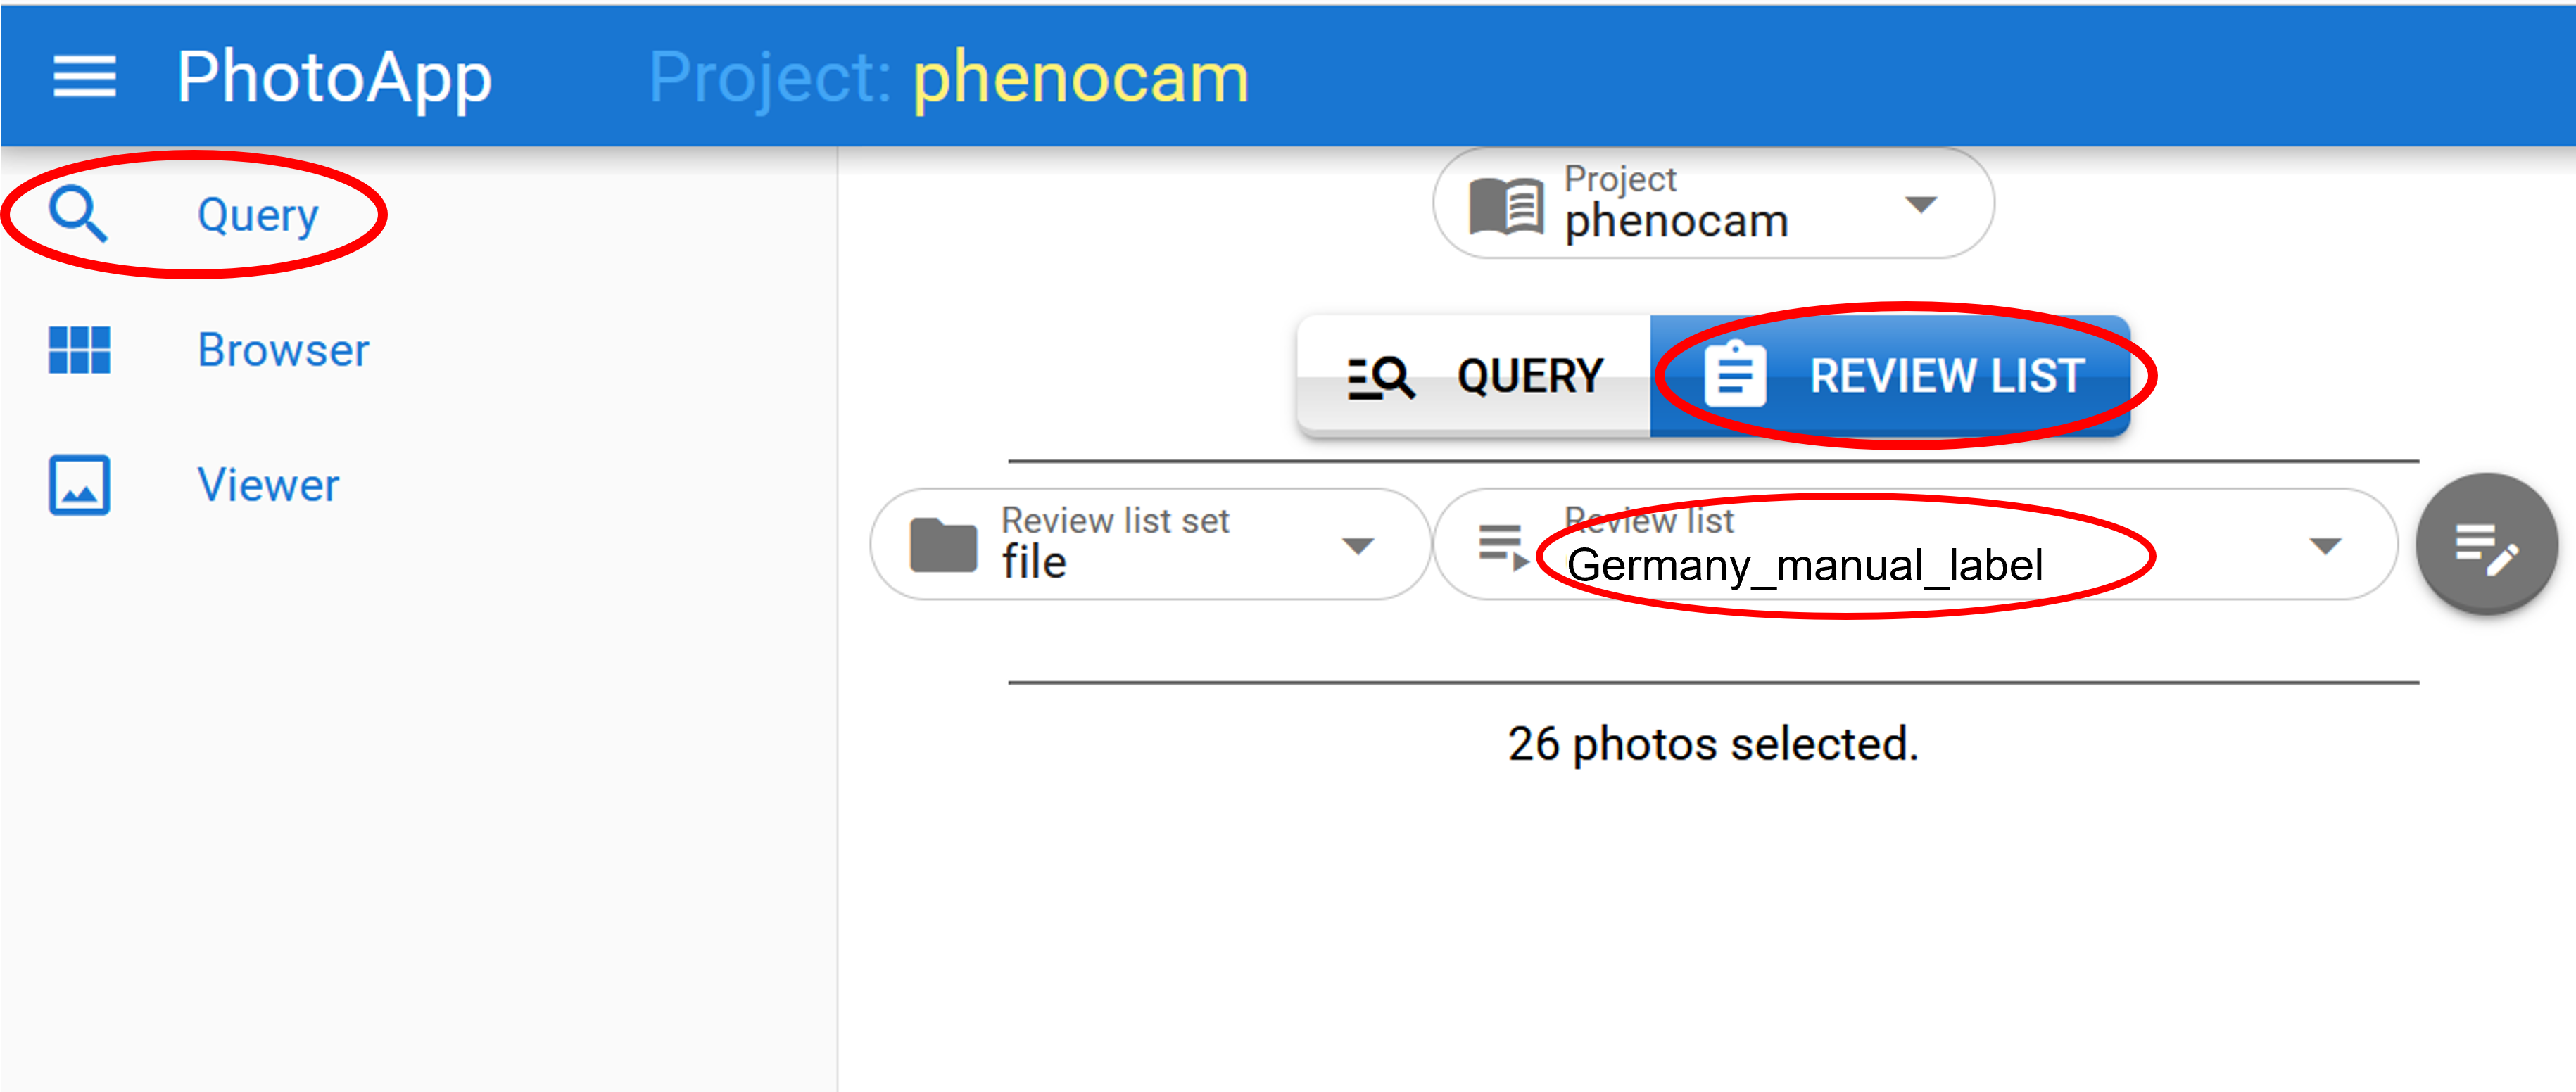 PhotoApp Project: phenocam
Query
Browser
Viewer
Project
phenocam
QUERY REVIEW LIST
Review list set
file
Review list
Germany_manual_label
26 photos selected.